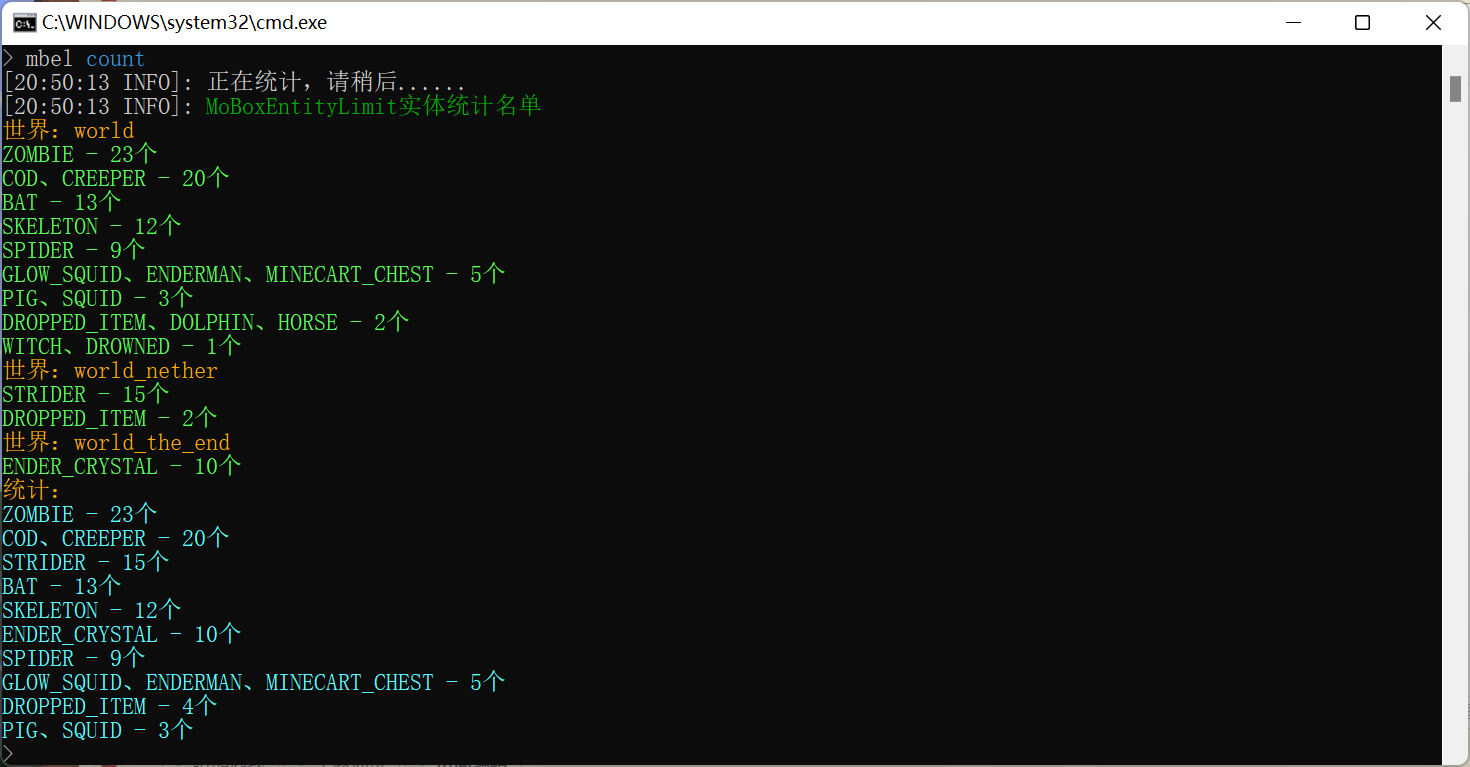 C:\WINDOWS\system32\cmd.exe
> mbel count
[20:50:13 INFO]: 正在统计，请稍后......
[20:50:13 INFO]: MoBoxEntityLimit实体统计名单
世界：world
ZOMBIE - 23个
COD、CREEPER - 20个
BAT - 13个
SKELETON - 12个
SPIDER - 9个
GLOW_SQUID、ENDERMAN、MINECART_CHEST - 5个
PIG、SQUID - 3个
DROPPED_ITEM、DOLPHIN、HORSE - 2个
WITCH、DROWNED - 1个
世界：world_nether
STRIDER - 15个
DROPPED_ITEM - 2个
世界：world_the_end
ENDER_CRYSTAL - 10个
统计：
ZOMBIE - 23个
COD、CREEPER - 20个
STRIDER - 15个
BAT - 13个
SKELETON - 12个
ENDER_CRYSTAL - 10个
SPIDER - 9个
GLOW_SQUID、ENDERMAN、MINECART_CHEST - 5个
DROPPED_ITEM - 4个
PIG、SQUID - 3个
>